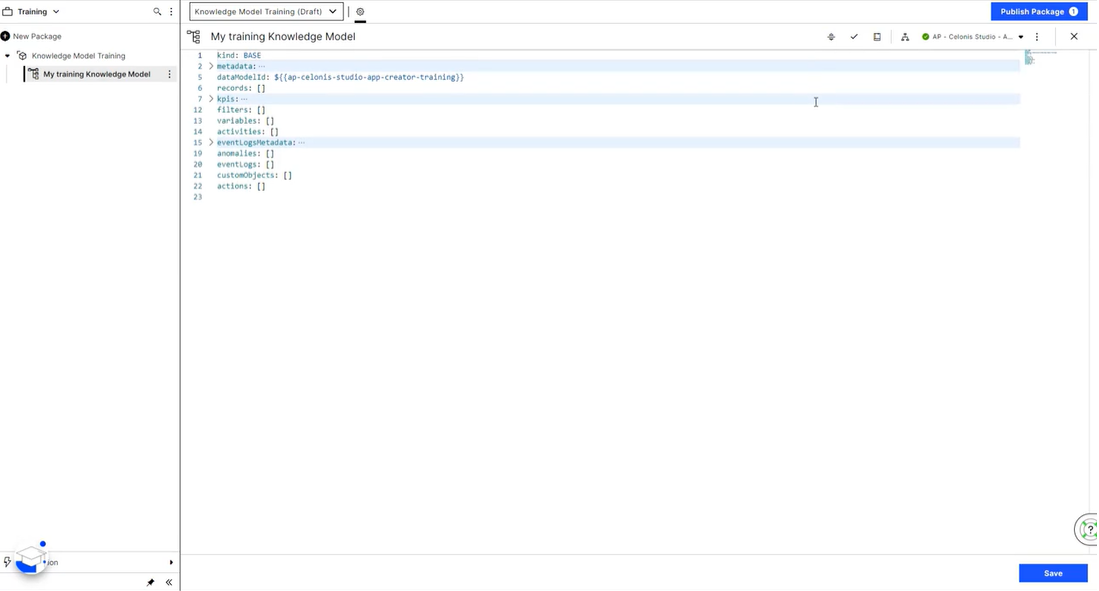 Training
Knowledge Model Training (Draft)
Publish Package 1
New Package
My training Knowledge Model
AP - Celonis Studio - A...
Knowledge Model Training
My training Knowledge Model
1 kind: BASE
2 metadata: ...
5 dataModelId: ${{ap-celonis-studio-app-creator-training}}
6 records: []
7 kpis: ...
12 filters: []
13 variables: []
14 activities: []
15 eventLogsMetadata: ...
19 anomalies: []
20 eventLogs: []
21 customObjects: []
22 actions: []
23
ion
?
Save